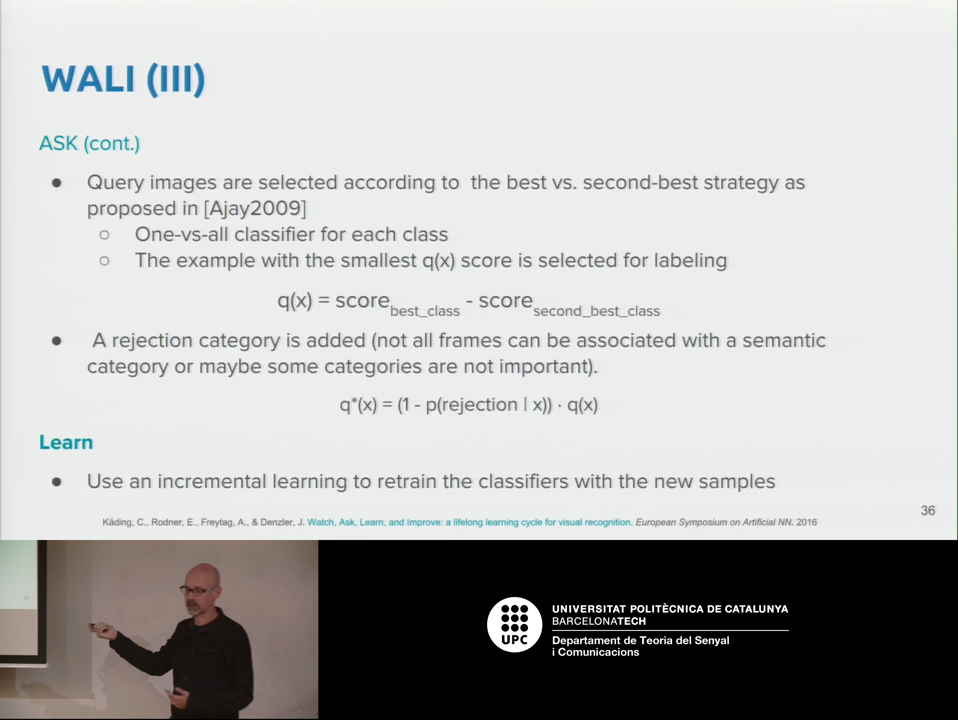 WALI (III)
ASK (cont.)
● Query images are selected according to the best vs. second-best strategy as
proposed in [Ajay2009]
○ One-vs-all classifier for each class
○ The example with the smallest q(x) score is selected for labeling
q(x) = score_best_class - score_second_best_class
● A rejection category is added (not all frames can be associated with a semantic
category or maybe some categories are not important).
q*(x) = (1 - p(rejection | x)) · q(x)
Learn
● Use an incremental learning to retrain the classifiers with the new samples
36
Käding, C., Rodner, E., Freytag, A., & Denzler, J. Watch, Ask, Learn, and Improve: a lifelong learning cycle for visual recognition. European Symposium on Artificial NN. 2016
UPC
UNIVERSITAT POLITÈCNICA DE CATALUNYA
BARCELONATECH
Departament de Teoria del Senyal
i Comunicacions